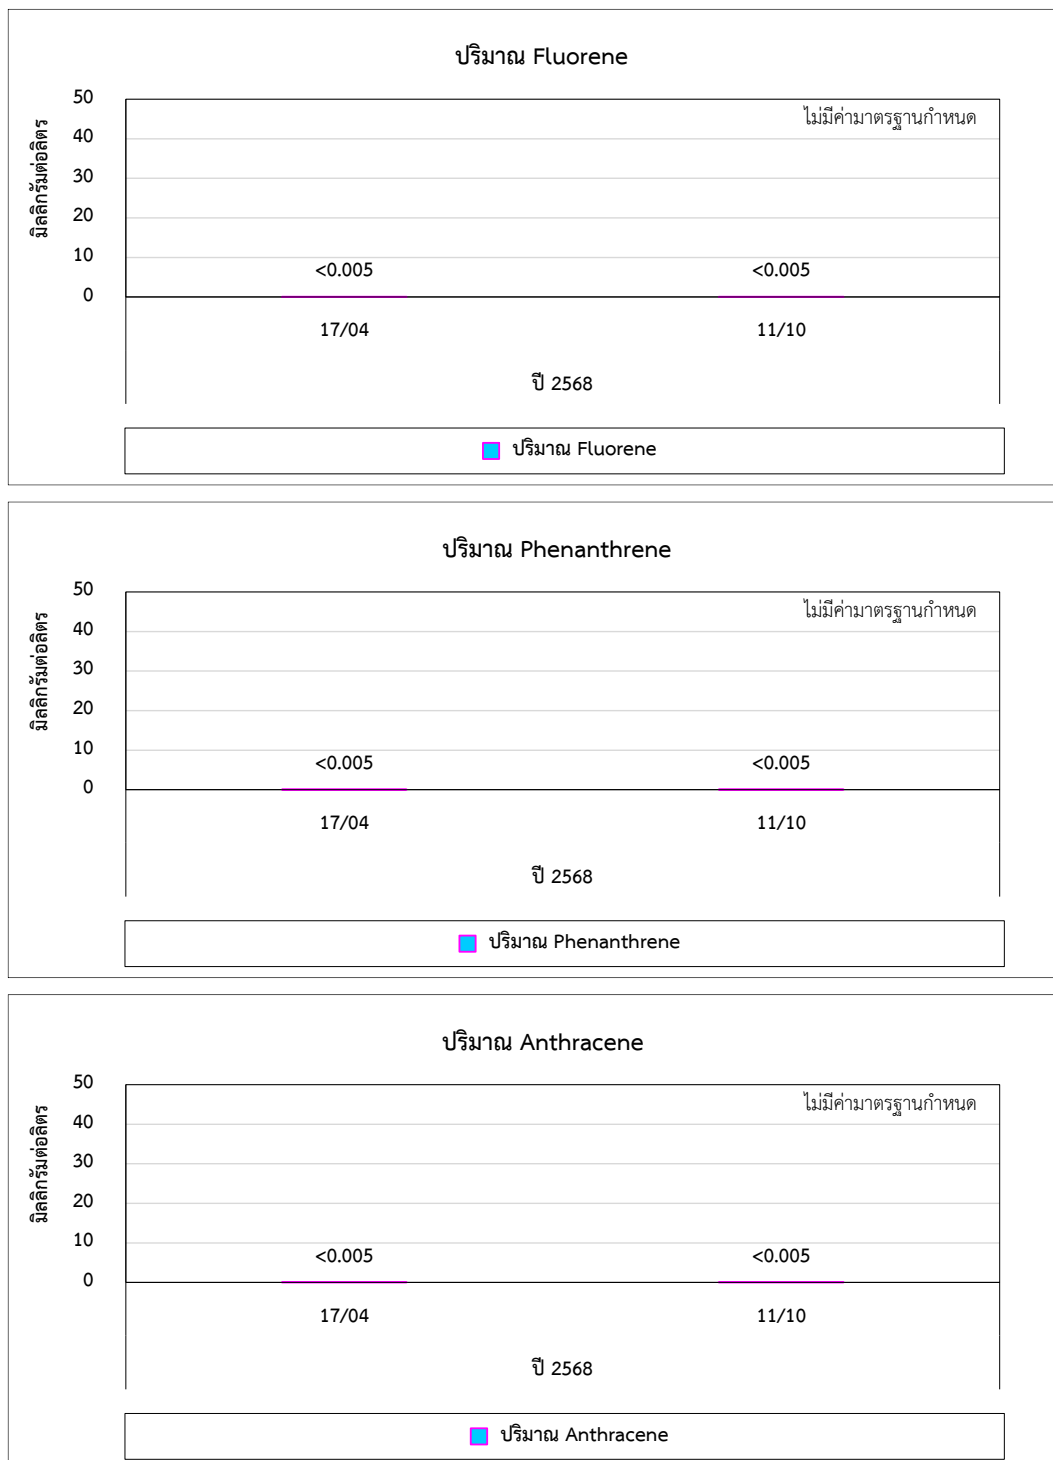 ปริมาณ Fluorene
มิลลิกรัมต่อลิตร
50
40
30
20
10
0
ไม่มีค่ามาตรฐานกำหนด
<0.005 <0.005
17/04 11/10
ปี 2568
ปริมาณ Fluorene
ปริมาณ Phenanthrene
มิลลิกรัมต่อลิตร
50
40
30
20
10
0
ไม่มีค่ามาตรฐานกำหนด
<0.005 <0.005
17/04 11/10
ปี 2568
ปริมาณ Phenanthrene
ปริมาณ Anthracene
มิลลิกรัมต่อลิตร
50
40
30
20
10
0
ไม่มีค่ามาตรฐานกำหนด
<0.005 <0.005
17/04 11/10
ปี 2568
ปริมาณ Anthracene